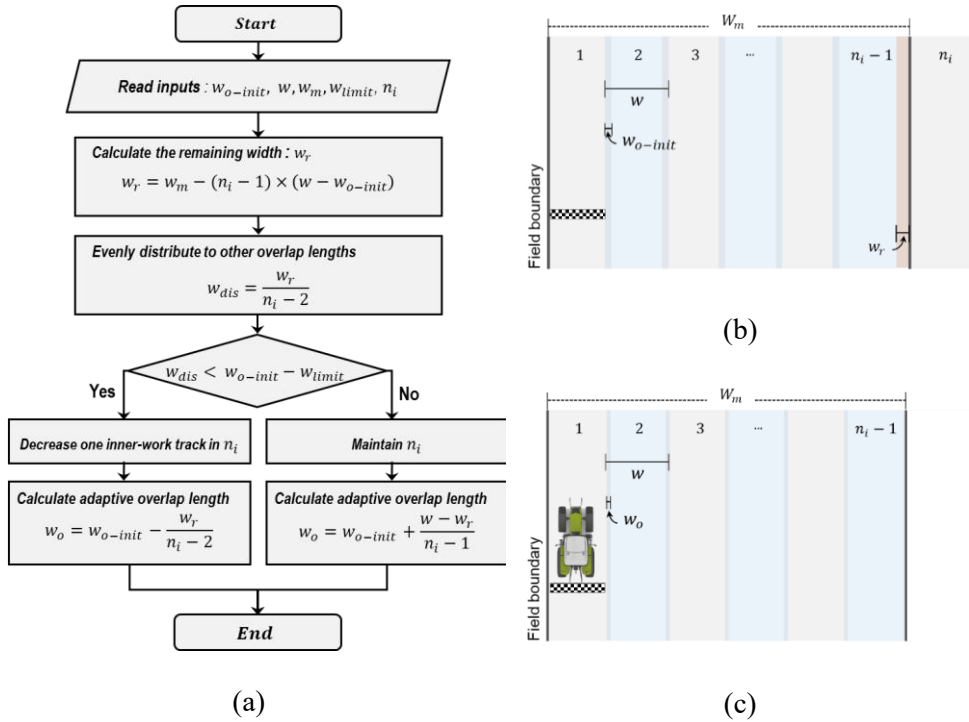 Start
Read inputs : w_{o-init}, w, w_m, w_{limit}, n_i
Calculate the remaining width : w_r
w_r = w_m − (n_i − 1) × (w − w_{o-init})
Evenly distribute to other overlap lengths
w_{dis} = \frac{w_r}{n_i − 2}
w_{dis} < w_{o-init} − w_{limit}
Yes
No
Decrease one inner-work track in n_i
Maintain n_i
Calculate adaptive overlap length
w_o = w_{o-init} − \frac{w_r}{n_i − 2}
Calculate adaptive overlap length
w_o = w_{o-init} + \frac{w − w_r}{n_i − 1}
End
(a)
W_m
1 2 3 ... n_i − 1 n_i
w
w_{o-init}
w_r
Field boundary
(b)
W_m
1 2 3 ... n_i − 1
w
w_o
Field boundary
(c)